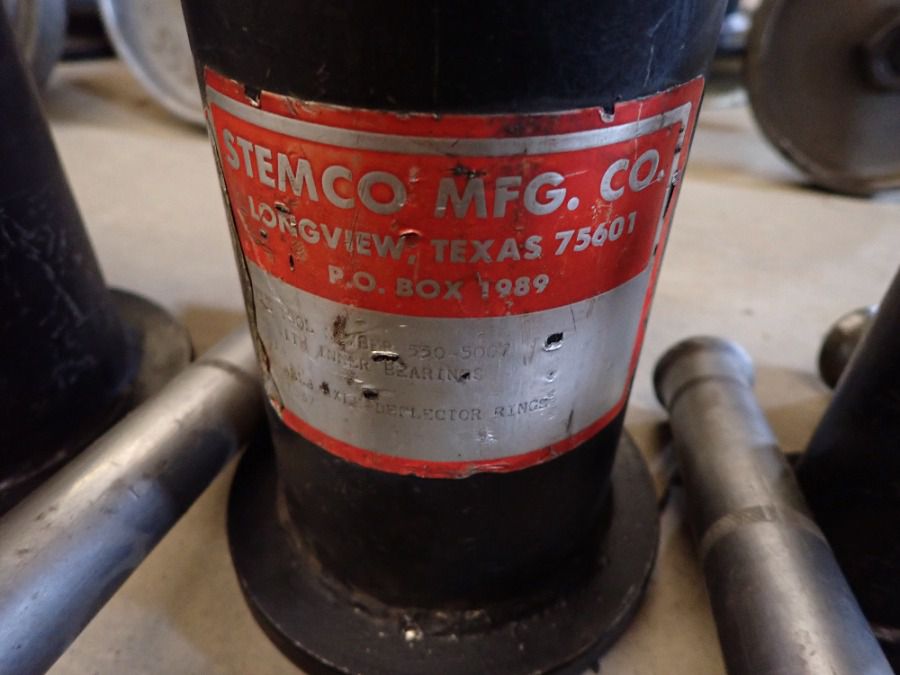 STEMCO MFG. CO.
LONGVIEW, TEXAS 75601
P.O. BOX 1989
550-5007
INNER BEARINGS
DEFLECTOR RINGS